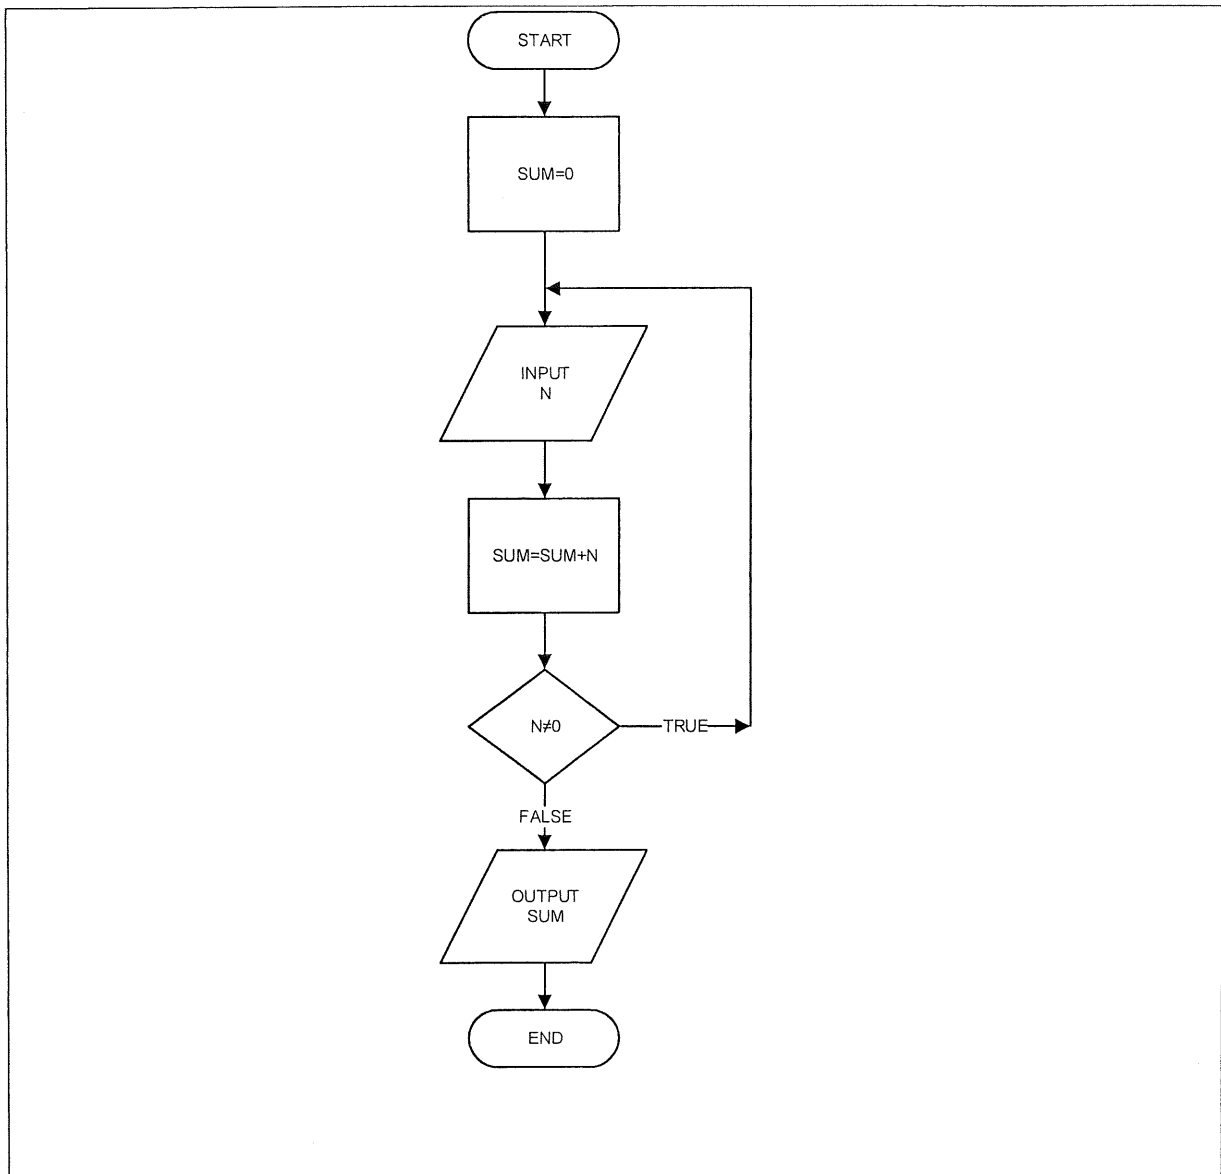 START
SUM=0
INPUT
N
SUM=SUM+N
N≠0
TRUE
FALSE
OUTPUT
SUM
END